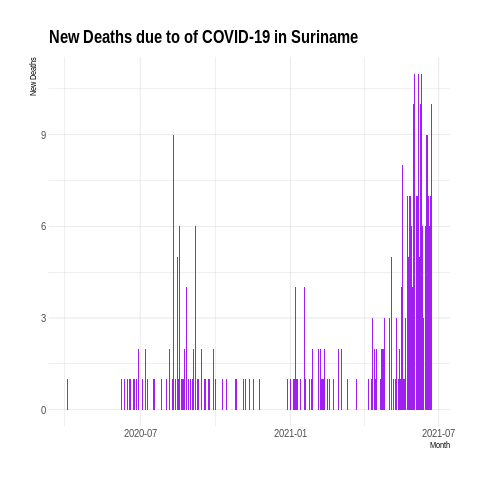 New Deaths due to of COVID-19 in Suriname
New Deaths
9
6
3
0
2020-07
2021-01
2021-07
Month